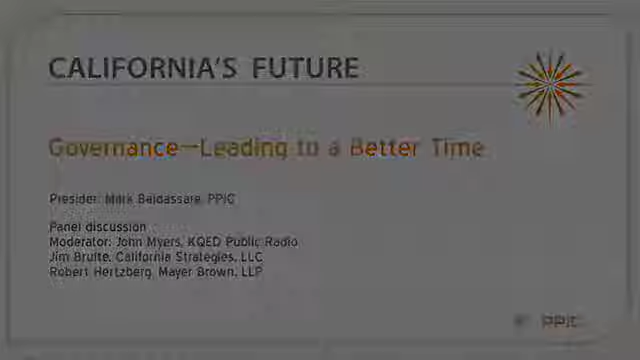 CALIFORNIA'S FUTURE
Governance—Leading to a Better Time
Presider: Mark Baldassare, PPIC
Panel discussion
Moderator: John Myers, KQED Public Radio
Jim Brulte, California Strategies, LLC
Robert Hertzberg, Mayer Brown, LLP
PPIC